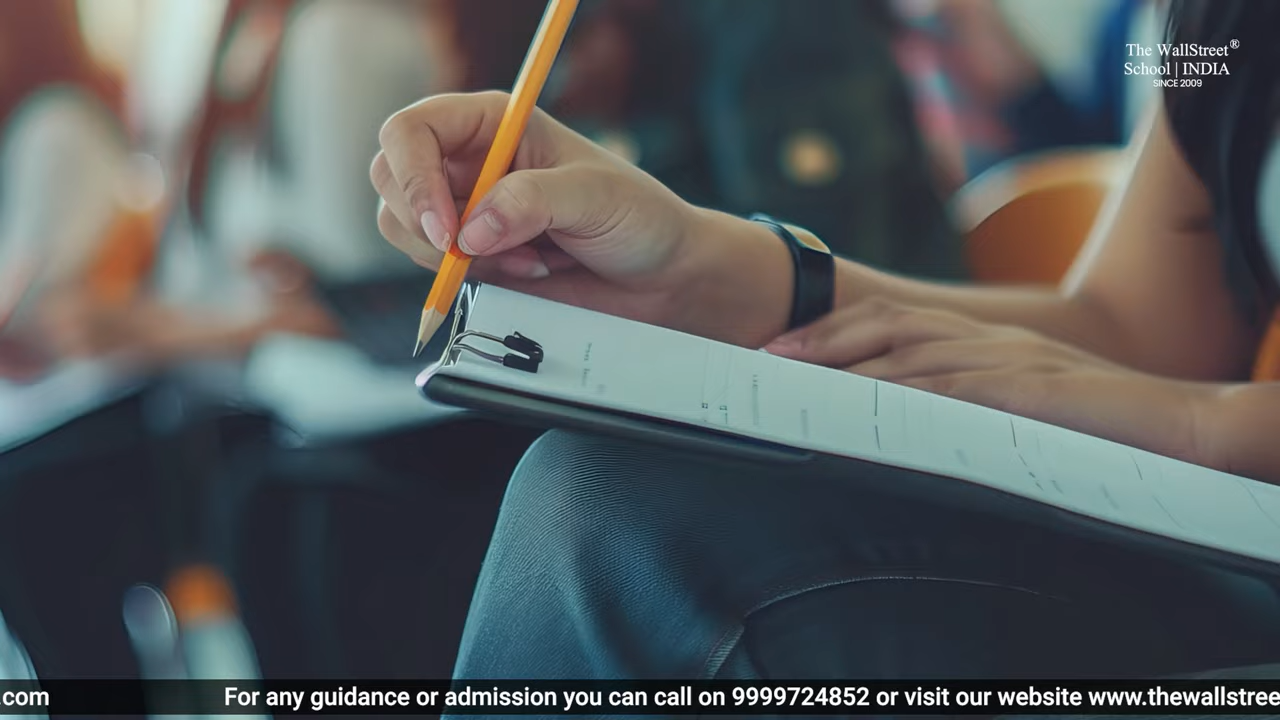 The WallStreet®
School | INDIA
SINCE 2009
.com For any guidance or admission you can call on 9999724852 or visit our website www.thewallstree